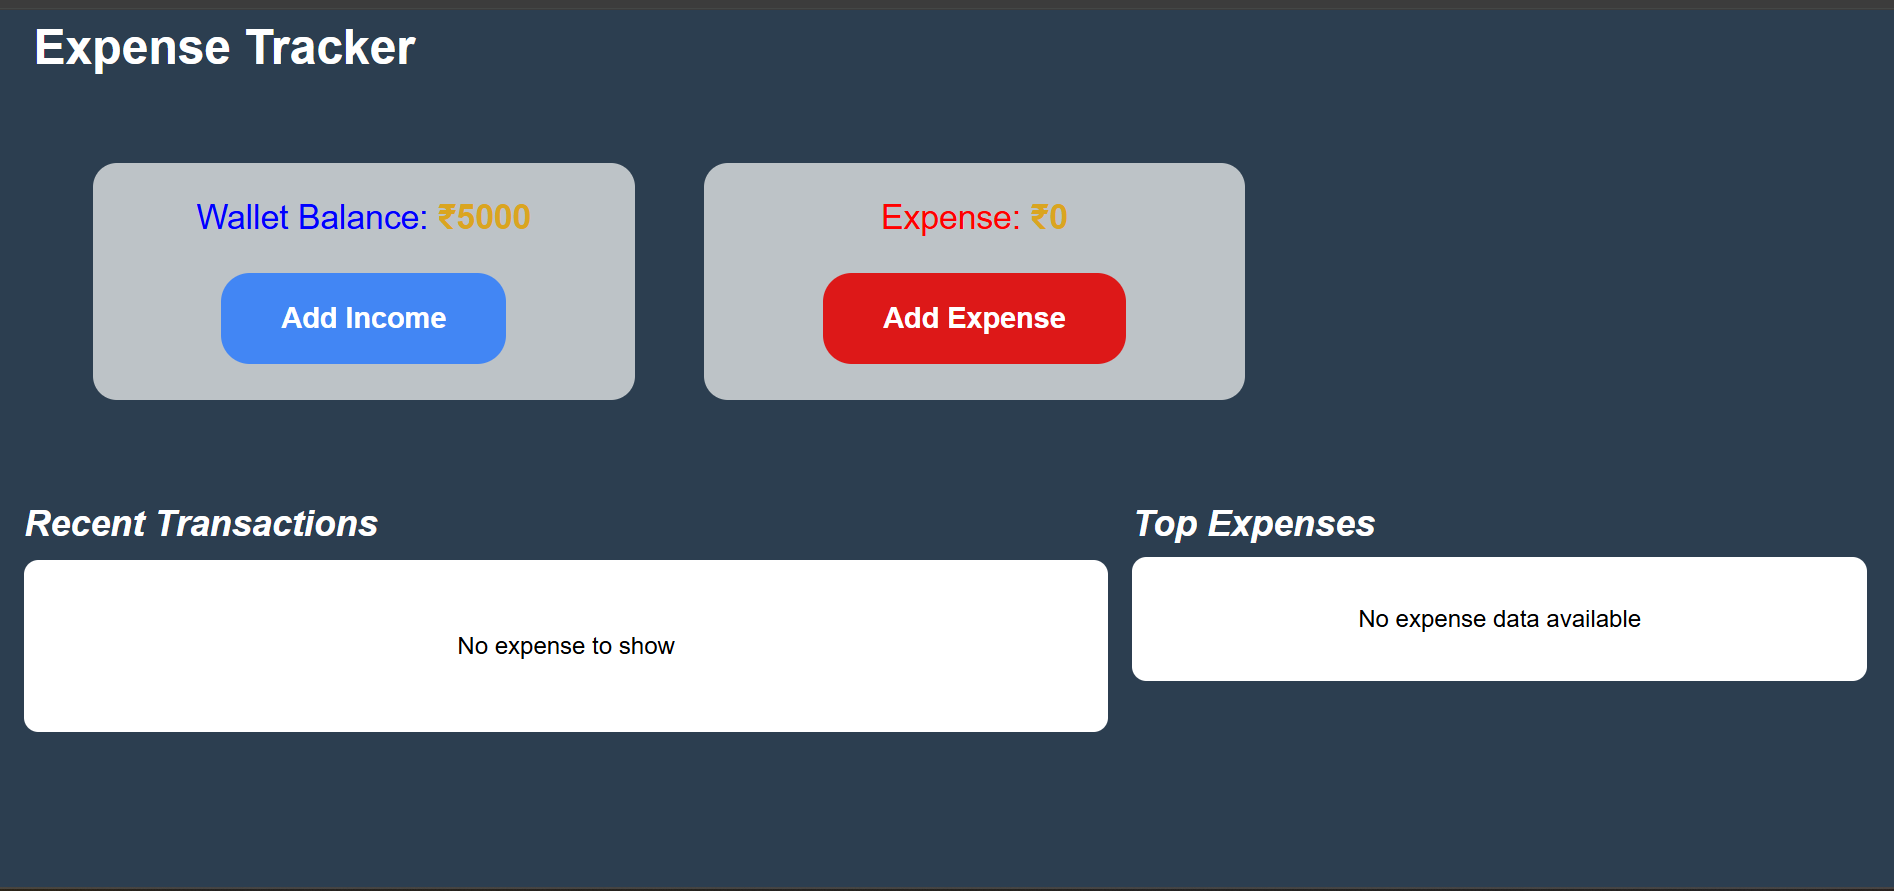 Expense Tracker
Wallet Balance: ₹5000
Add Income
Expense: ₹0
Add Expense
Recent Transactions
No expense to show
Top Expenses
No expense data available